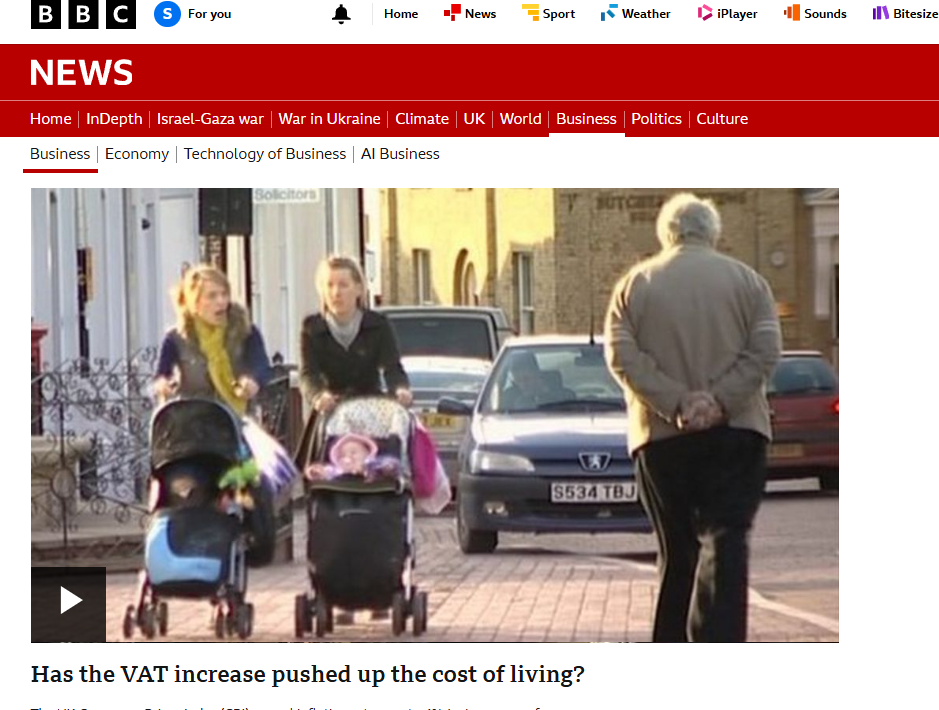 BBC S For you Home News Sport Weather iPlayer Sounds Bitesize
NEWS
Home InDepth Israel-Gaza war War in Ukraine Climate UK World Business Politics Culture
Business Economy Technology of Business AI Business
Solicitors
S534 TBJ
Has the VAT increase pushed up the cost of living?